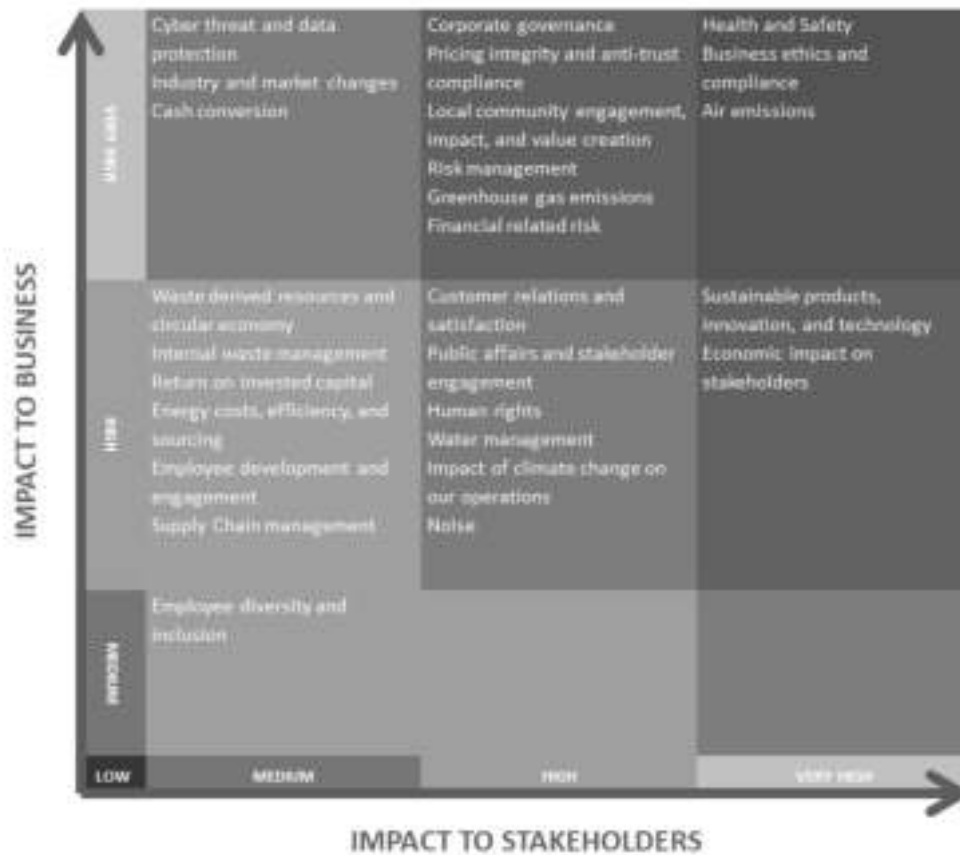 IMPACT TO BUSINESS
VERY HIGH
Cyber threat and data
protection
Industry and market changes
Cash conversion
Corporate governance
Pricing integrity and anti-trust
compliance
Local community engagement,
impact, and value creation
Risk management
Greenhouse gas emissions
Financial related risk
Health and Safety
Business ethics and
compliance
Air emissions
HIGH
Waste derived resources and
circular economy
Internal waste management
Return on invested capital
Energy costs, efficiency, and
sourcing
Employee development and
engagement
Supply Chain management
Customer relations and
satisfaction
Public affairs and stakeholder
engagement
Human rights
Water management
Impact of climate change on
our operations
Noise
Sustainable products,
innovation, and technology
Economic impact on
stakeholders
MEDIUM
Employee diversity and
inclusion
LOW
MEDIUM
HIGH
VERY HIGH
IMPACT TO STAKEHOLDERS